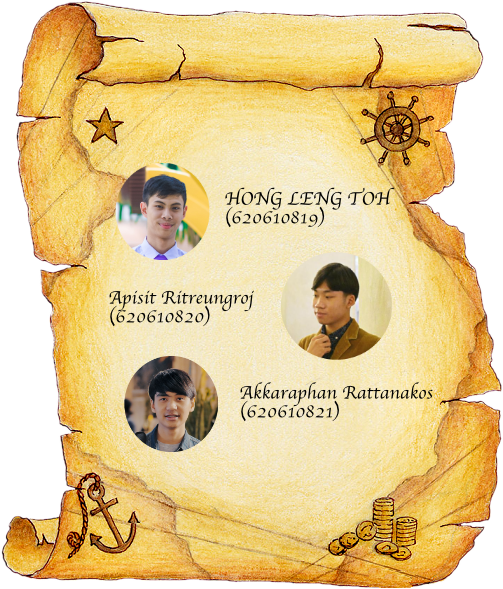 HONG LENG TOH
(620610819)
Apisit Ritreungroj
(620610820)
Akkaraphan Rattanakos
(620610821)